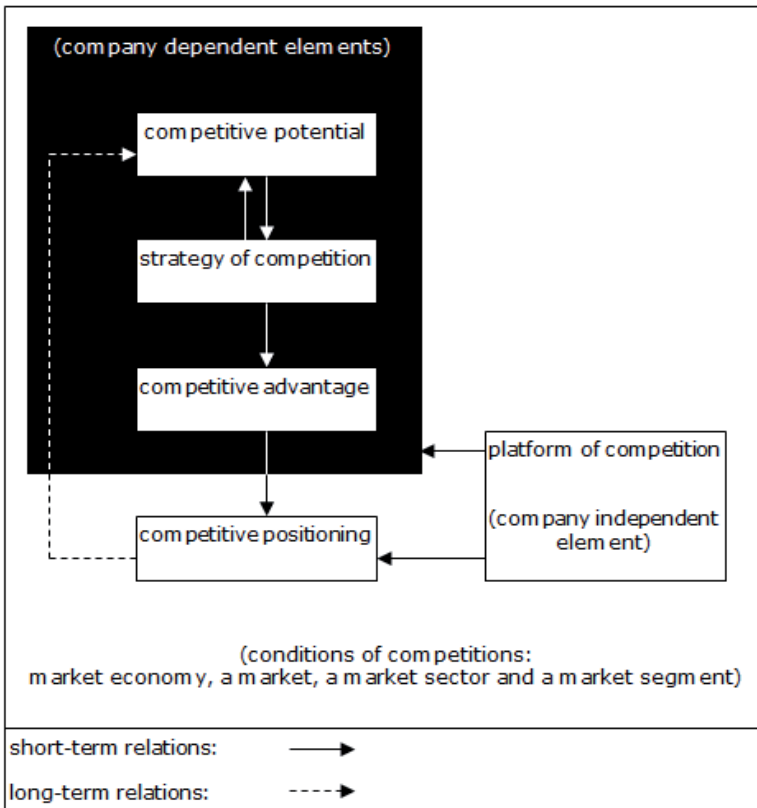 (company dependent elements)
competitive potential
strategy of competition
competitive advantage
platform of competition
(company independent
element)
competitive positioning
(conditions of competitions:
market economy, a market, a market sector and a market segment)
short-term relations:
long-term relations: